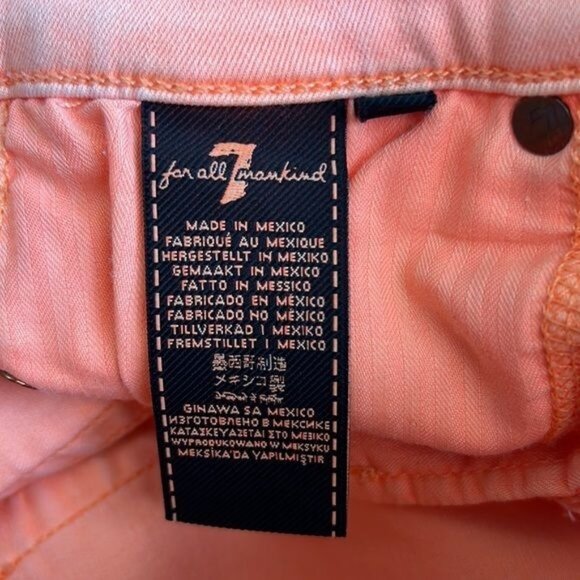 for all 7 mankind
MADE IN MEXICO
FABRIQUÉ AU MEXIQUE
HERGESTELLT IN MEXIKO
GEMAAKT IN MEXICO
FATTO IN MESSICO
FABRICADO EN MÉXICO
FABRICADO NO MÉXICO
TILLVERKAD I MEXIKO
FREMSTILLET I MEXICO
墨西哥制造
メキシコ製
GINAWA SA MEXICO
ИЗГОТОВЛЕНО В МЕКСИКЕ
WYPRODUKOWANO W MEKSYKU
MEKSİKA'DA YAPILMIŞTIR